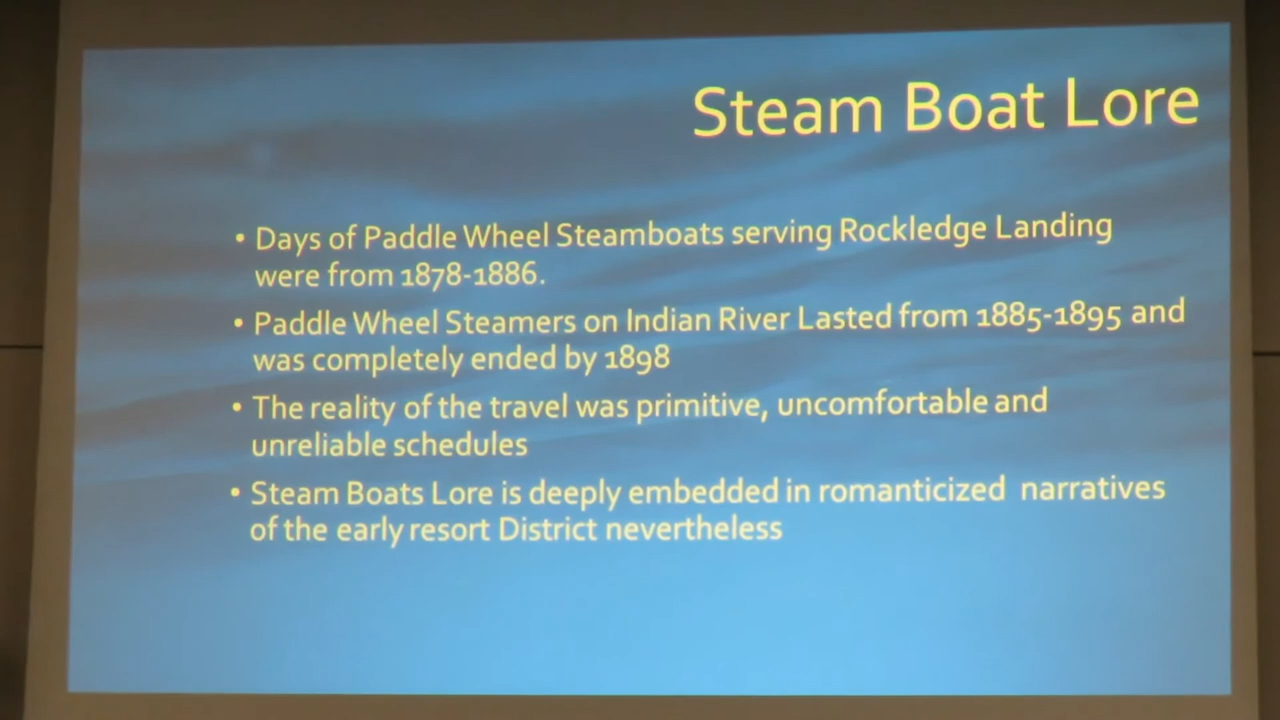 Steam Boat Lore
• Days of Paddle Wheel Steamboats serving Rockledge Landing
were from 1878-1886.
• Paddle Wheel Steamers on Indian River Lasted from 1885-1895 and
was completely ended by 1898
• The reality of the travel was primitive, uncomfortable and
unreliable schedules
• Steam Boats Lore is deeply embedded in romanticized narratives
of the early resort District nevertheless